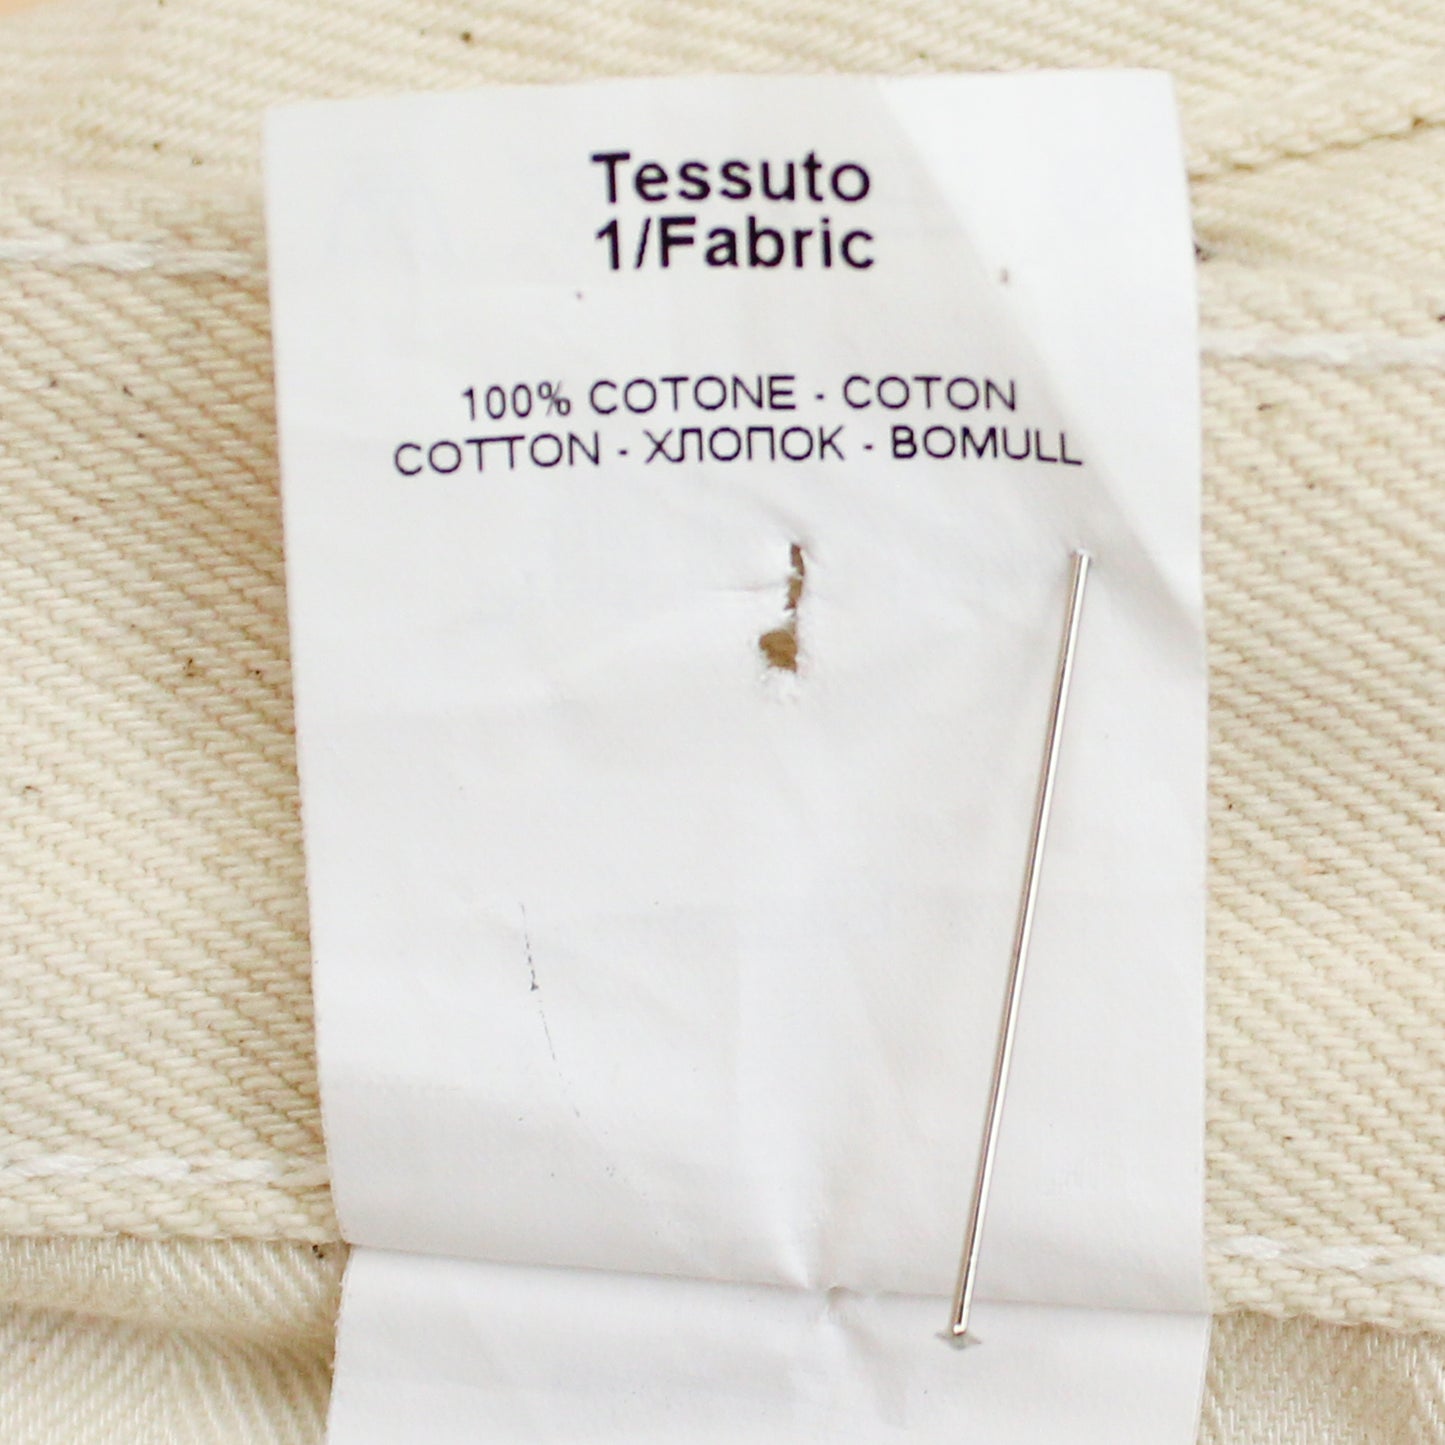 Tessuto
1/Fabric
100% COTONE - COTON
COTTON - ХЛОПОК - BOMULL